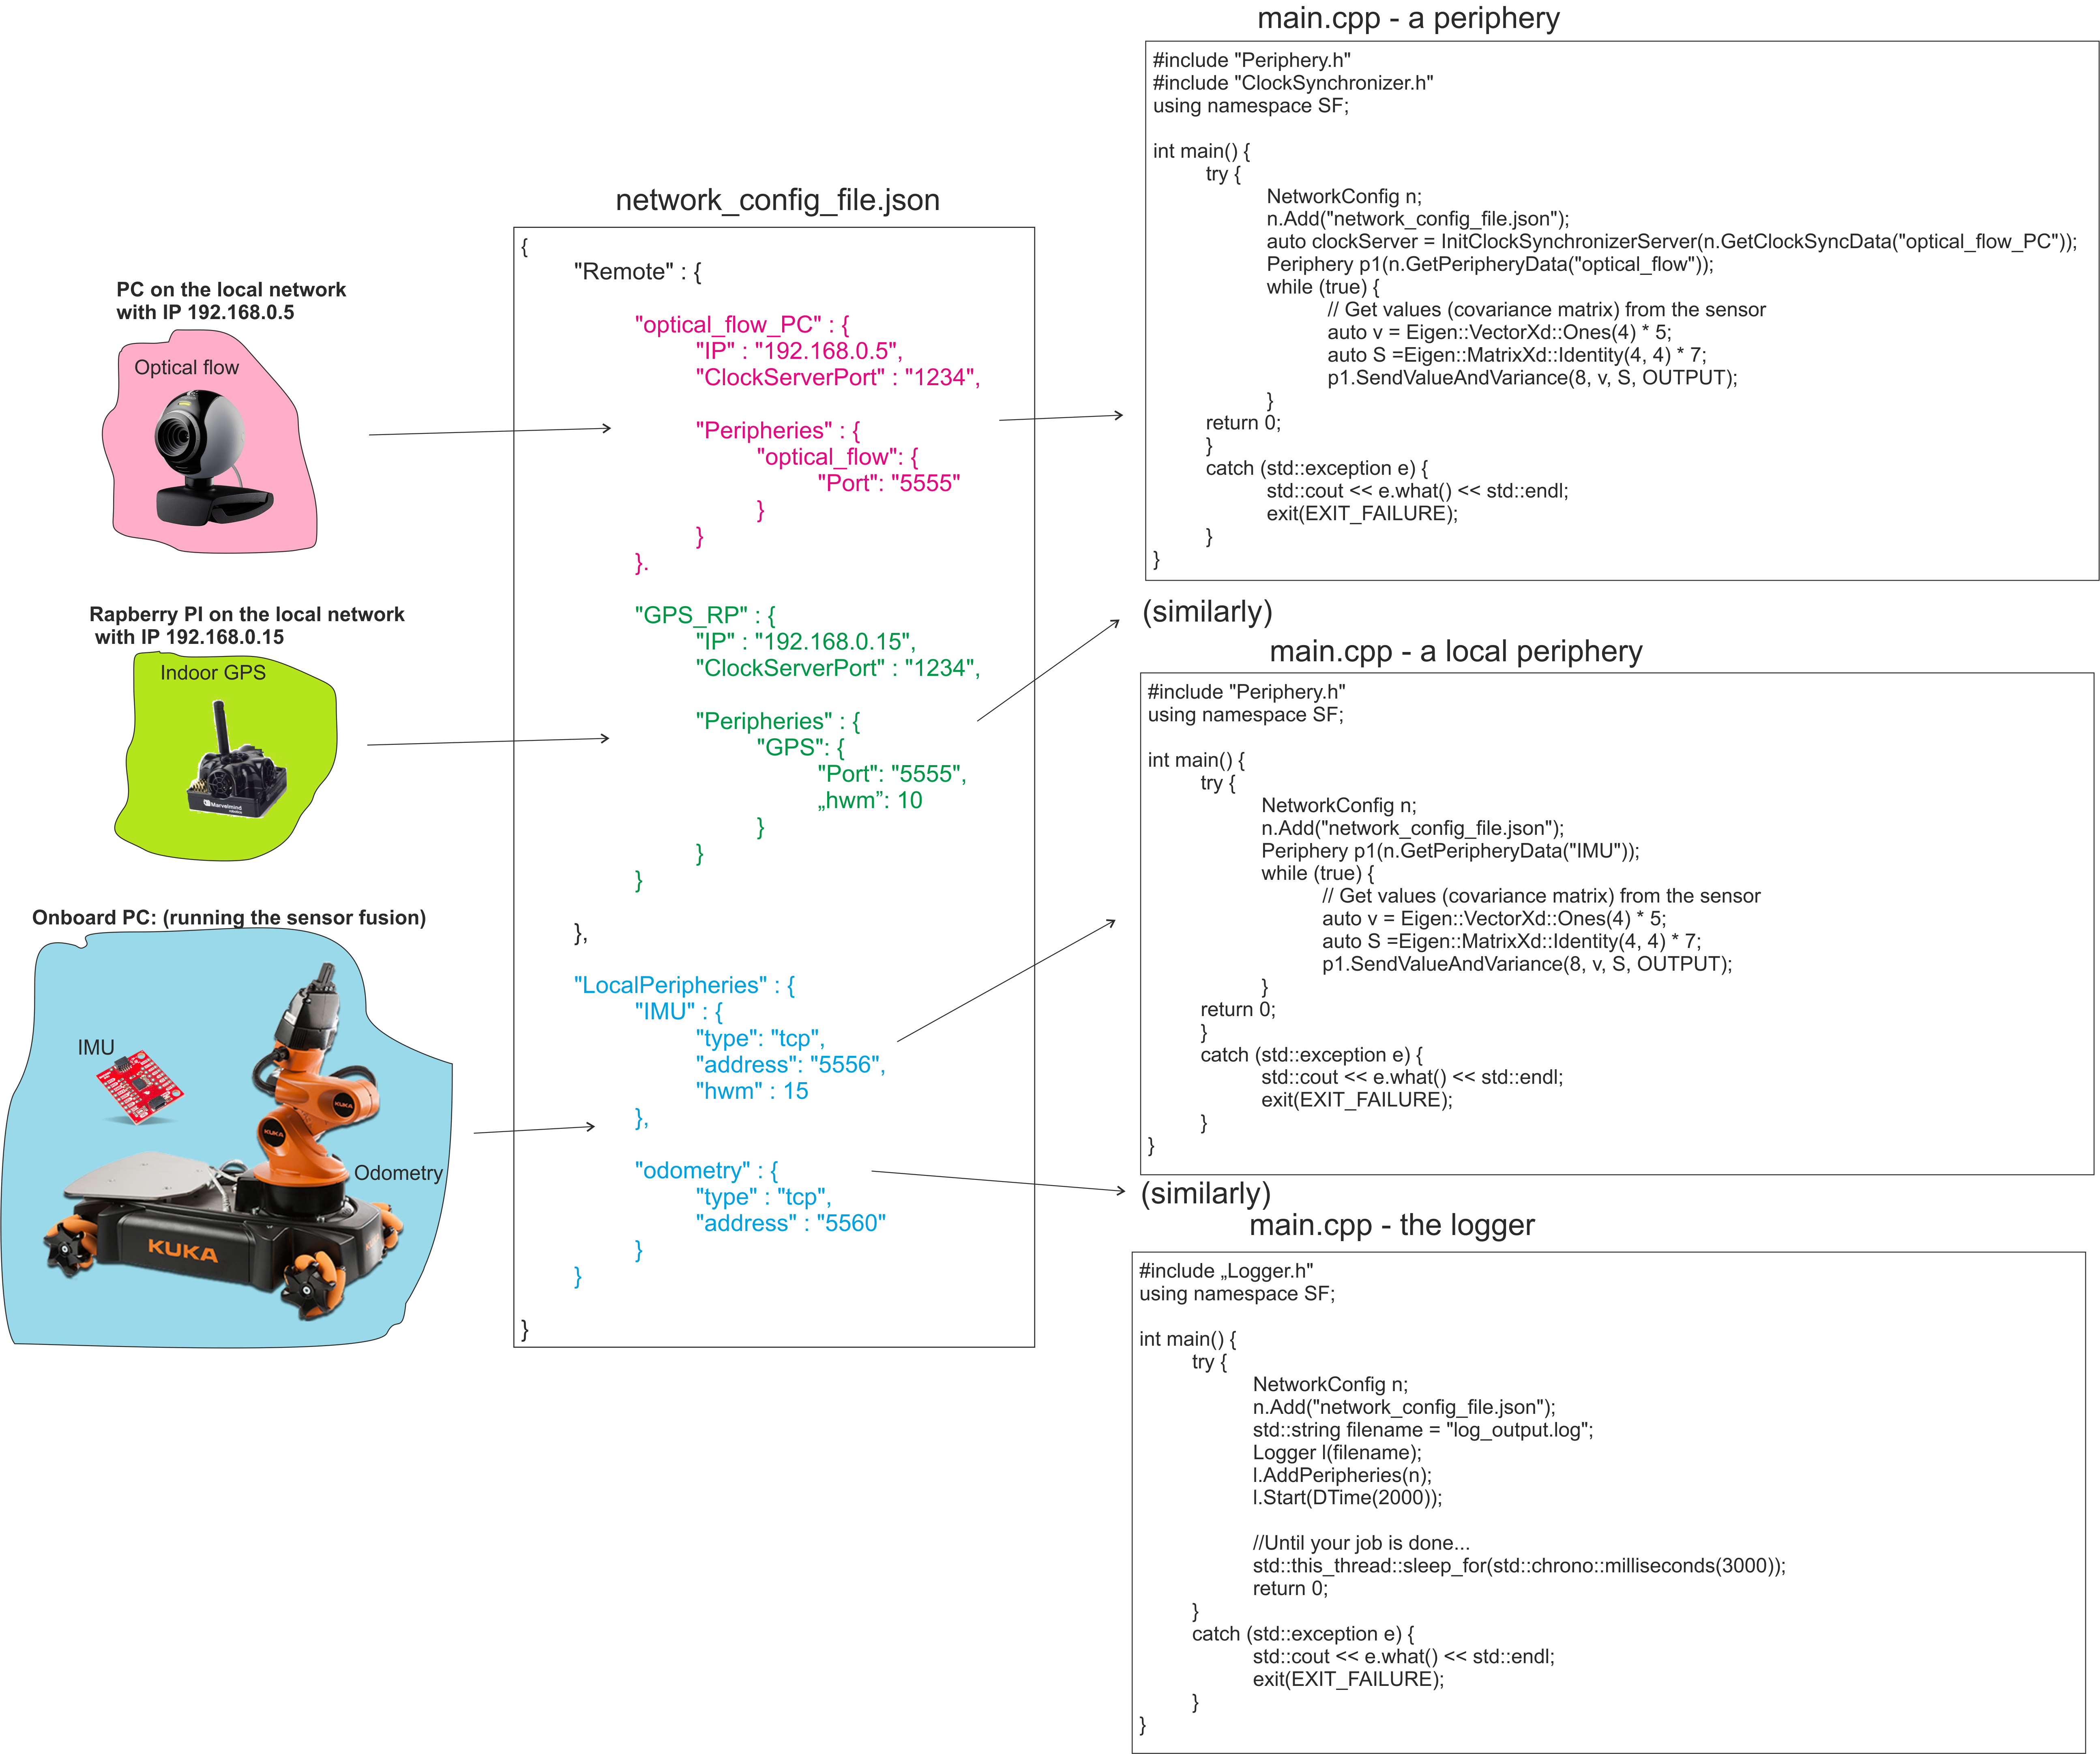 PC on the local network
with IP 192.168.0.5
Optical flow
Rapberry PI on the local network
with IP 192.168.0.15
Indoor GPS
Marvelmind
Onboard PC: (running the sensor fusion)
IMU
KUKA
KUKA
Odometry
KUKA
network_config_file.json
{
"Remote" : {
"optical_flow_PC" : {
"IP" : "192.168.0.5",
"ClockServerPort" : "1234",
"Peripheries" : {
"optical_flow": {
"Port": "5555"
}
}
}.
"GPS_RP" : {
"IP" : "192.168.0.15",
"ClockServerPort" : "1234",
"Peripheries" : {
"GPS": {
"Port": "5555",
„hwm”: 10
}
}
}
},
"LocalPeripheries" : {
"IMU" : {
"type": "tcp",
"address": "5556",
"hwm" : 15
},
"odometry" : {
"type" : "tcp",
"address" : "5560"
}
}
}
main.cpp - a periphery
#include "Periphery.h"
#include "ClockSynchronizer.h"
using namespace SF;
int main() {
try {
NetworkConfig n;
n.Add("network_config_file.json");
auto clockServer = InitClockSynchronizerServer(n.GetClockSyncData("optical_flow_PC"));
Periphery p1(n.GetPeripheryData("optical_flow"));
while (true) {
// Get values (covariance matrix) from the sensor
auto v = Eigen::VectorXd::Ones(4) * 5;
auto S =Eigen::MatrixXd::Identity(4, 4) * 7;
p1.SendValueAndVariance(8, v, S, OUTPUT);
}
return 0;
}
catch (std::exception e) {
std::cout << e.what() << std::endl;
exit(EXIT_FAILURE);
}
}
(similarly)
main.cpp - a local periphery
#include "Periphery.h"
using namespace SF;
int main() {
try {
NetworkConfig n;
n.Add("network_config_file.json");
Periphery p1(n.GetPeripheryData("IMU"));
while (true) {
// Get values (covariance matrix) from the sensor
auto v = Eigen::VectorXd::Ones(4) * 5;
auto S =Eigen::MatrixXd::Identity(4, 4) * 7;
p1.SendValueAndVariance(8, v, S, OUTPUT);
}
return 0;
}
catch (std::exception e) {
std::cout << e.what() << std::endl;
exit(EXIT_FAILURE);
}
}
(similarly)
main.cpp - the logger
#include „Logger.h"
using namespace SF;
int main() {
try {
NetworkConfig n;
n.Add("network_config_file.json");
std::string filename = "log_output.log";
Logger l(filename);
l.AddPeripheries(n);
l.Start(DTime(2000));
//Until your job is done...
std::this_thread::sleep_for(std::chrono::milliseconds(3000));
return 0;
}
catch (std::exception e) {
std::cout << e.what() << std::endl;
exit(EXIT_FAILURE);
}
}